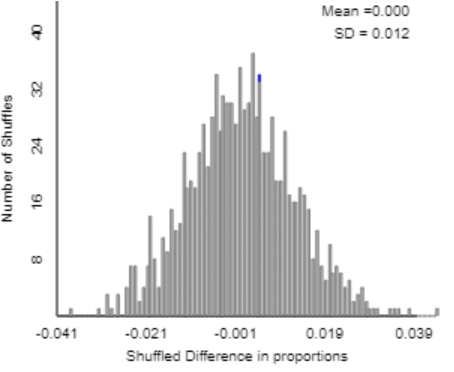 Mean =0.000
SD = 0.012
Number of Shuffles
40
32
24
16
8
-0.041 -0.021 -0.001 0.019 0.039
Shuffled Difference in proportions